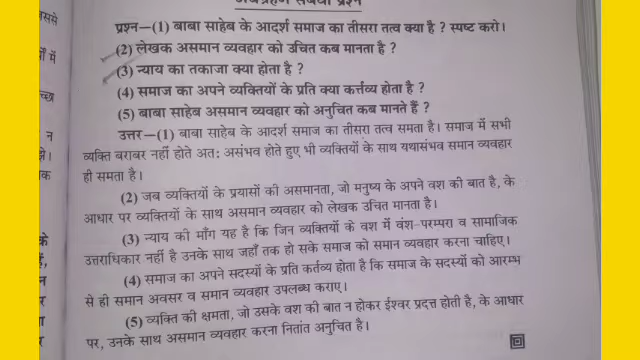 प्रश्न—(1) बाबा साहेब के आदर्श समाज का तीसरा तत्व क्या है ? स्पष्ट करो।
(2) लेखक असमान व्यवहार को उचित कब मानता है ?
(3) न्याय का तकाजा क्या होता है ?
(4) समाज का अपने व्यक्तियों के प्रति क्या कर्त्तव्य होता है ?
(5) बाबा साहेब असमान व्यवहार को अनुचित कब मानते हैं ?
उत्तर—(1) बाबा साहेब के आदर्श समाज का तीसरा तत्व समता है। समाज में सभी
व्यक्ति बराबर नहीं होते अतः असंभव होते हुए भी व्यक्तियों के साथ यथासंभव समान व्यवहार
ही समता है।
(2) जब व्यक्तियों के प्रयासों की असमानता, जो मनुष्य के अपने वश की बात है, के
आधार पर व्यक्तियों के साथ असमान व्यवहार को लेखक उचित मानता है।
(3) न्याय की माँग यह है कि जिन व्यक्तियों के वश में वंश-परम्परा व सामाजिक
उत्तराधिकार नहीं है उनके साथ जहाँ तक हो सके समाज को समान व्यवहार करना चाहिए।
(4) समाज का अपने सदस्यों के प्रति कर्तव्य होता है कि समाज के सदस्यों को आरम्भ
से ही समान अवसर व समान व्यवहार उपलब्ध कराए।
(5) व्यक्ति की क्षमता, जो उसके वश की बात न होकर ईश्वर प्रदत्त होती है, के आधार
पर, उनके साथ असमान व्यवहार करना नितांत अनुचित है।